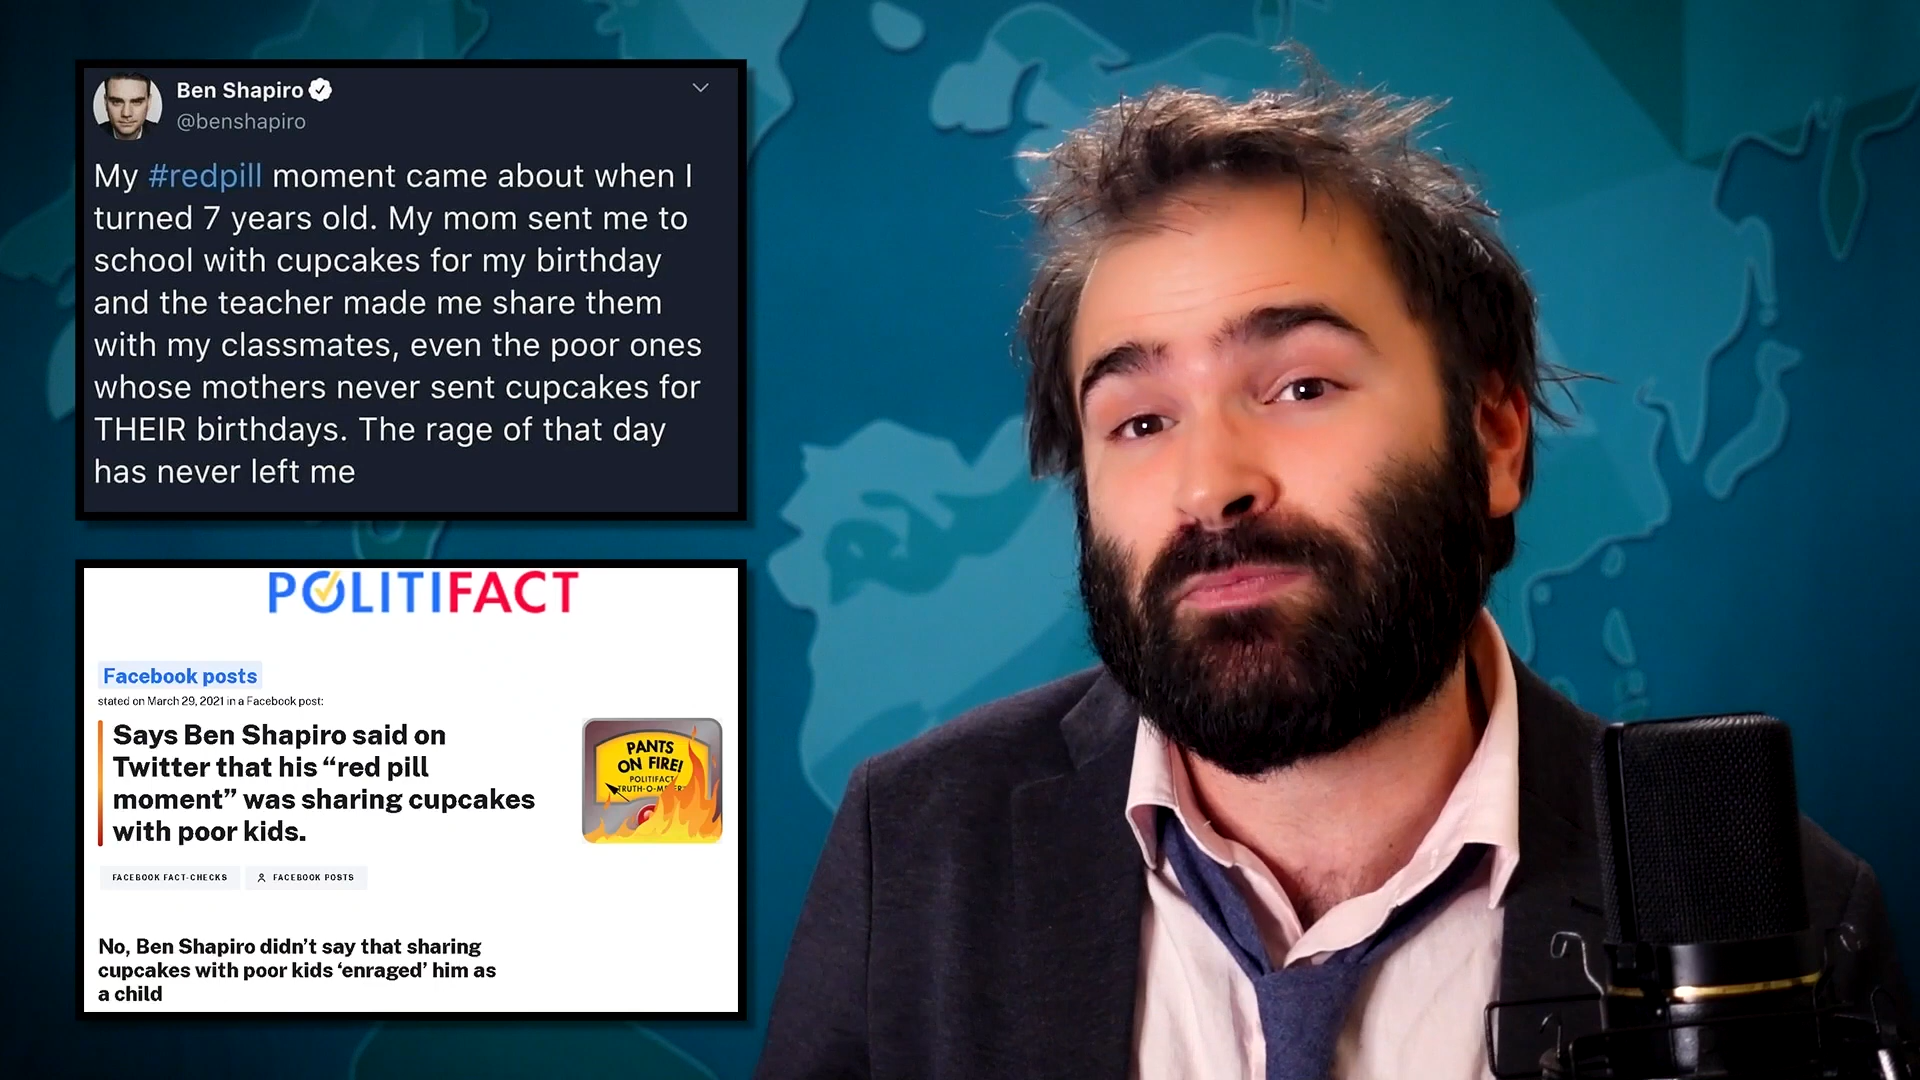 Ben Shapiro
@benshapiro
My #redpill moment came about when I
turned 7 years old. My mom sent me to
school with cupcakes for my birthday
and the teacher made me share them
with my classmates, even the poor ones
whose mothers never sent cupcakes for
THEIR birthdays. The rage of that day
has never left me
POLITIFACT
Facebook posts
stated on March 29, 2021 in a Facebook post:
Says Ben Shapiro said on
Twitter that his “red pill
moment” was sharing cupcakes
with poor kids.
PANTS
ON FIRE!
POLITIFACT
TRUTH-O-METER
FACEBOOK FACT-CHECKS
FACEBOOK POSTS
No, Ben Shapiro didn’t say that sharing
cupcakes with poor kids ‘enraged’ him as
a child